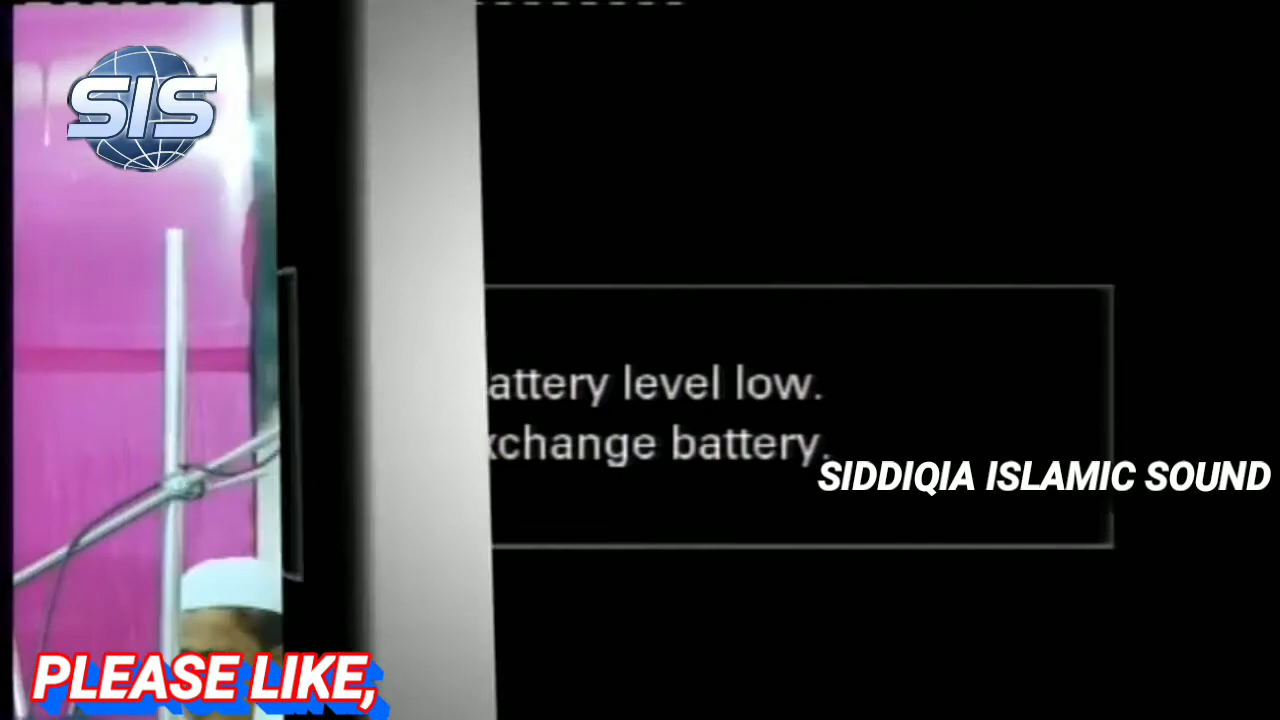 SIS
attery level low.
xchange battery.
SIDDIQIA ISLAMIC SOUND
PLEASE LIKE,